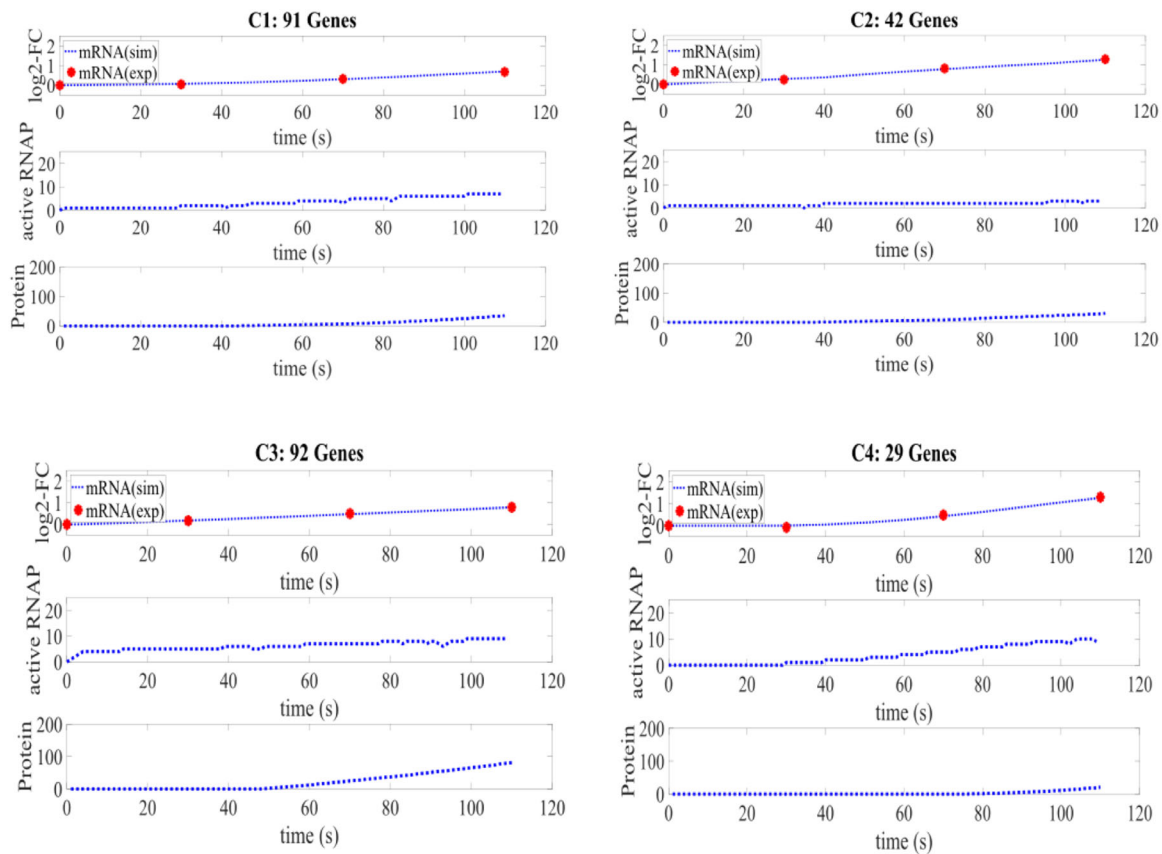 C1: 91 Genes
log2-FC
2
1
0
mRNA(sim)
mRNA(exp)
0 20 40 60 80 100 120
time (s)
active RNAP
20
10
0
0 20 40 60 80 100 120
time (s)
Protein
200
100
0
0 20 40 60 80 100 120
time (s)
C2: 42 Genes
log2-FC
2
1
0
mRNA(sim)
mRNA(exp)
0 20 40 60 80 100 120
time (s)
active RNAP
20
10
0
0 20 40 60 80 100 120
time (s)
Protein
200
100
0
0 20 40 60 80 100 120
time (s)
C3: 92 Genes
log2-FC
2
1
0
mRNA(sim)
mRNA(exp)
0 20 40 60 80 100 120
time (s)
active RNAP
20
10
0
0 20 40 60 80 100 120
time (s)
Protein
200
100
0
0 20 40 60 80 100 120
time (s)
C4: 29 Genes
log2-FC
2
1
0
mRNA(sim)
mRNA(exp)
0 20 40 60 80 100 120
time (s)
active RNAP
20
10
0
0 20 40 60 80 100 120
time (s)
Protein
200
100
0
0 20 40 60 80 100 120
time (s)